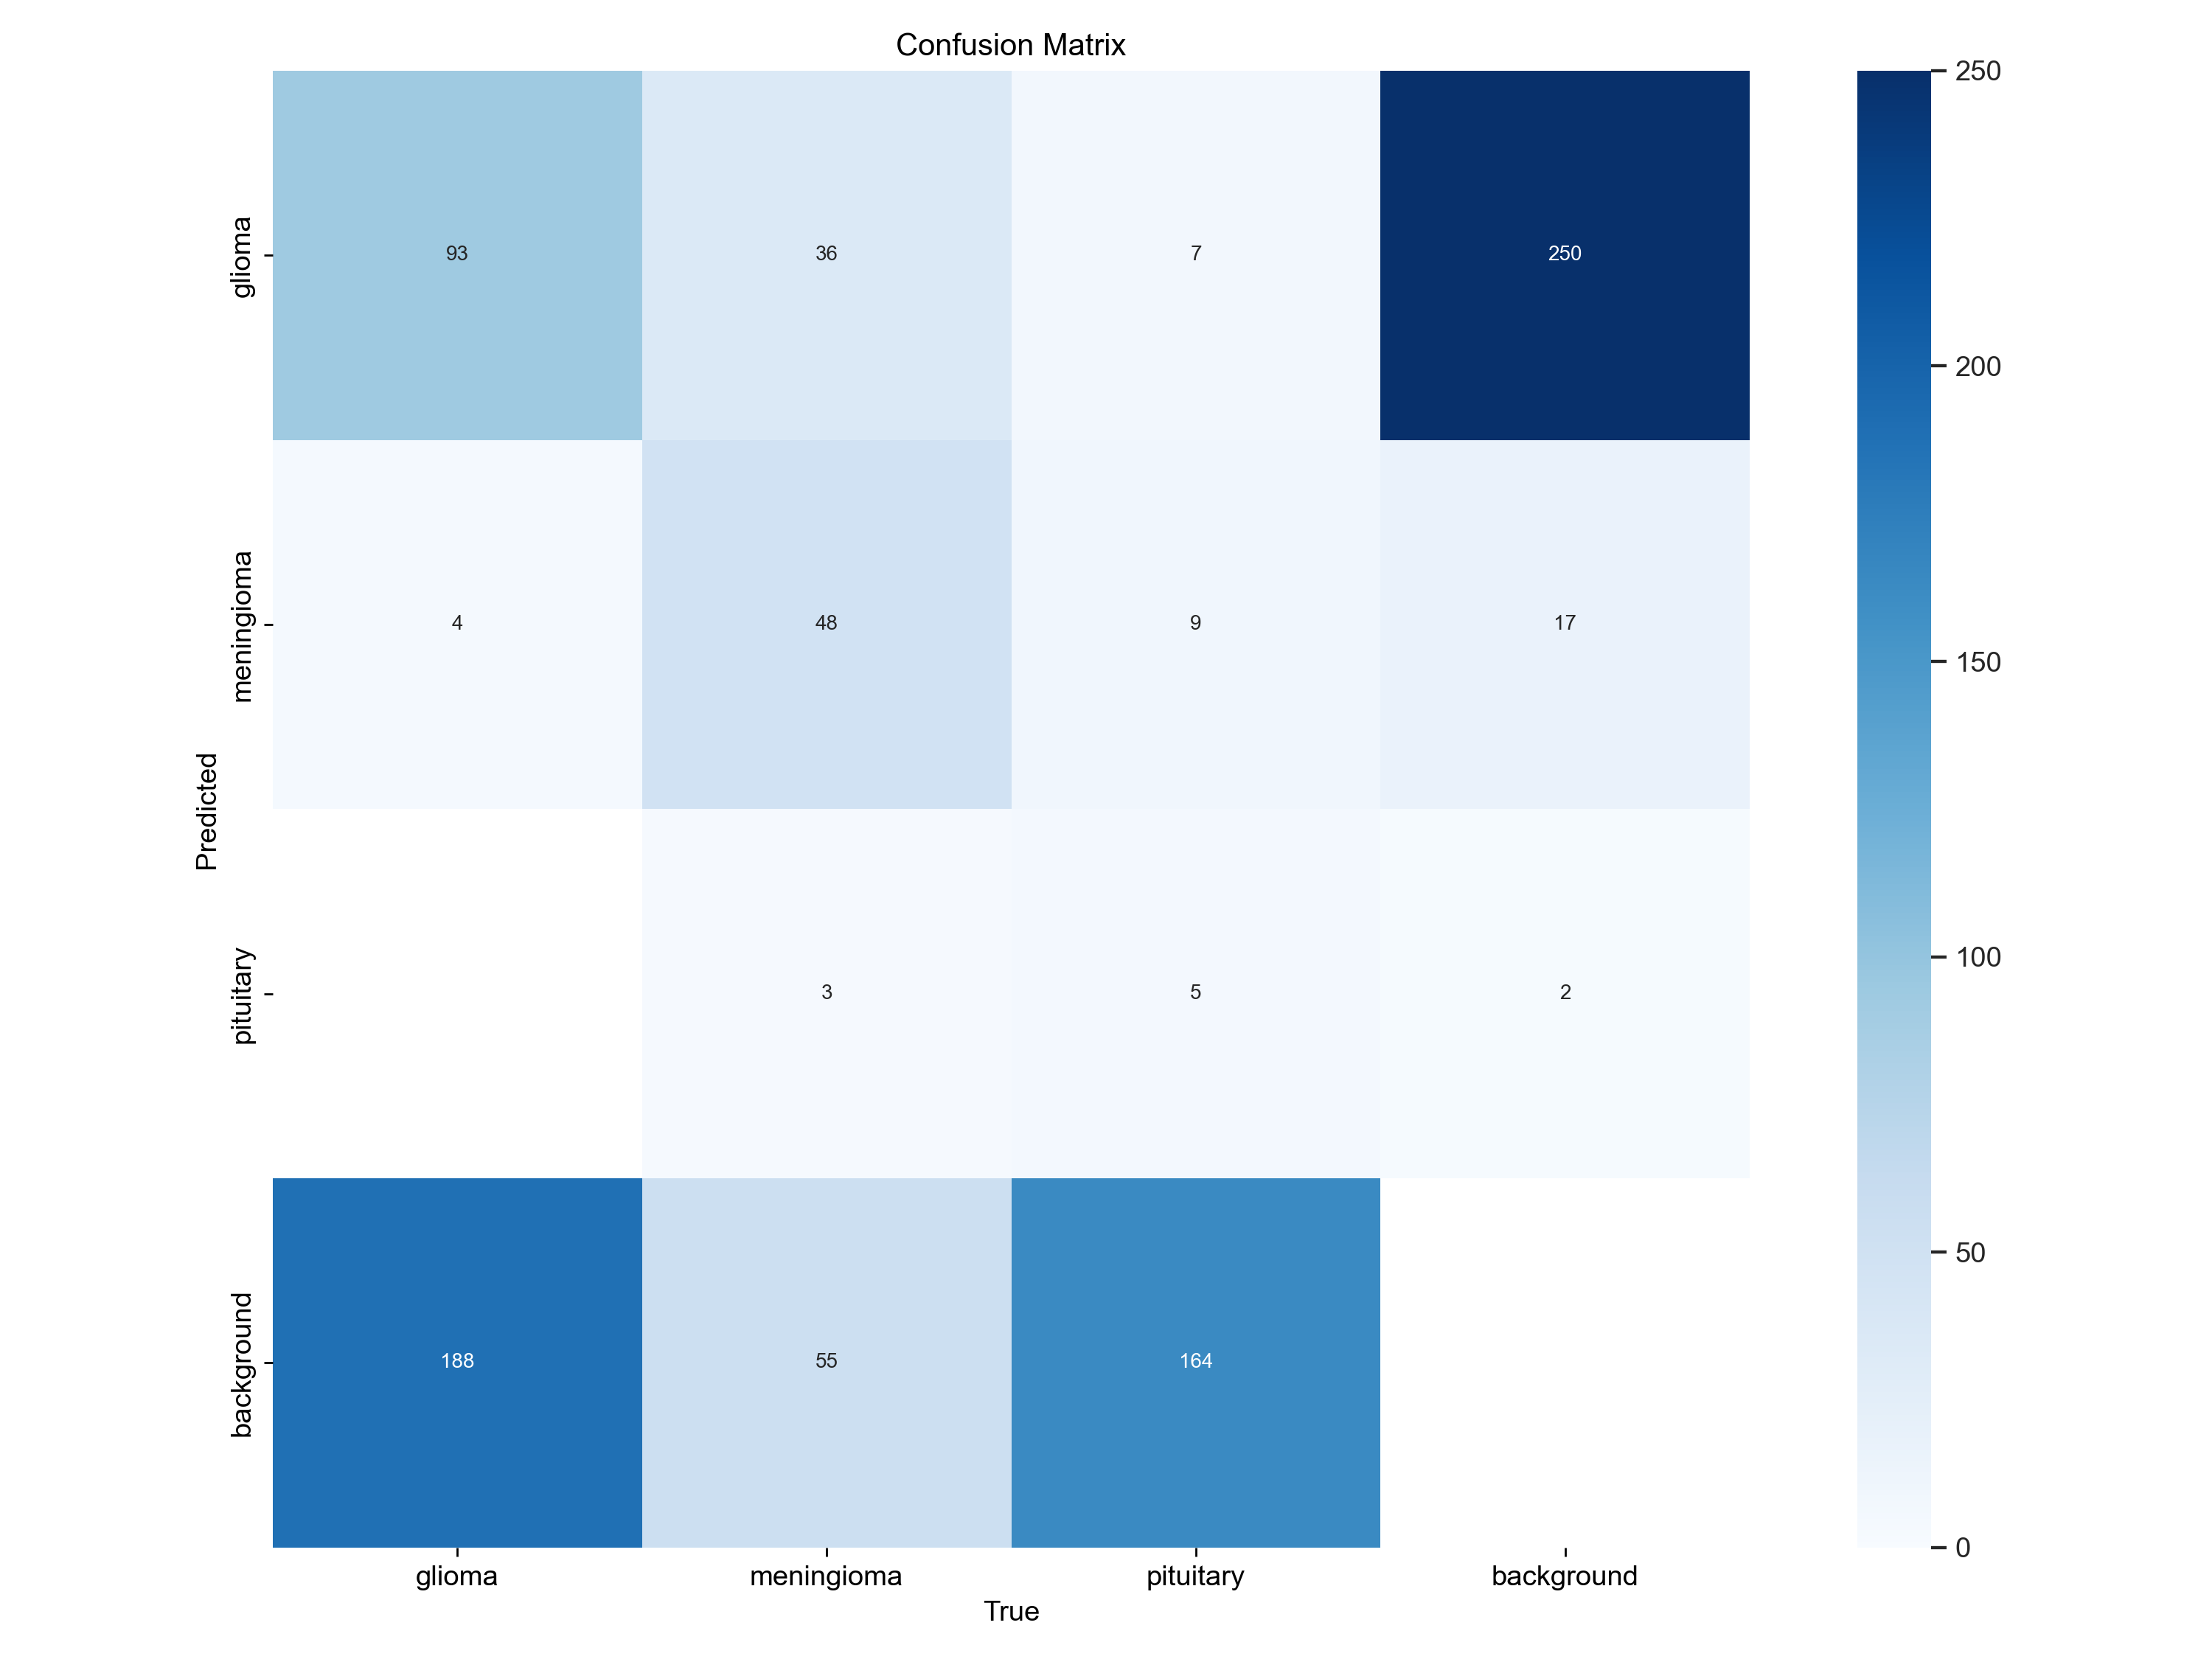 Confusion Matrix
250
glioma
93 36 7 250
200
meningioma
4 48 9 17
150
Predicted
pituitary
3 5 2
100
background
188 55 164
50
0
glioma meningioma pituitary background
True